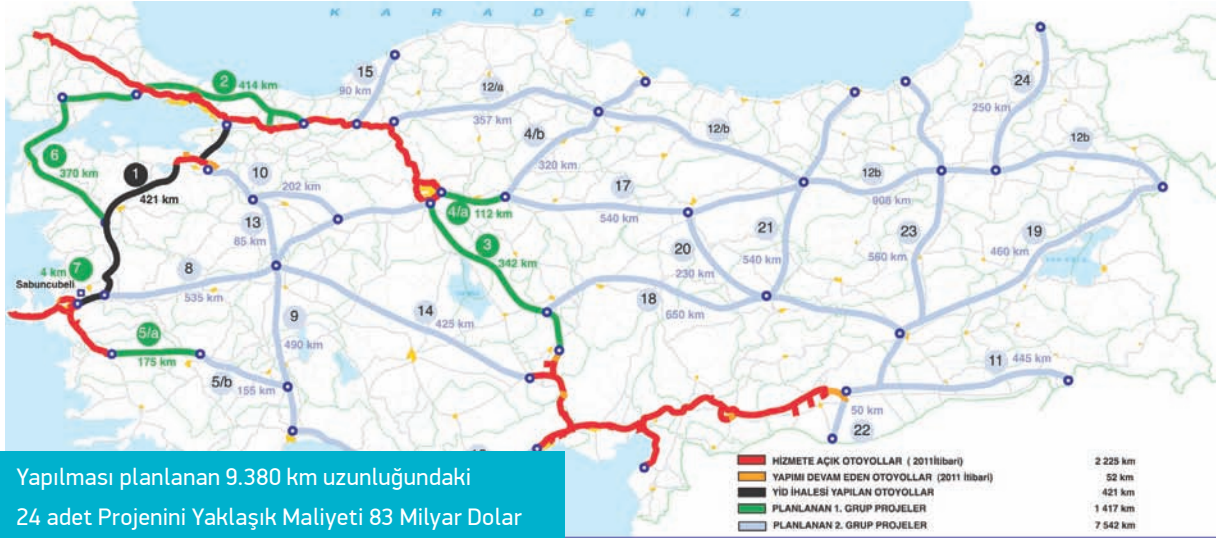 KARADENİZ
2
414 km
15
90 km
12/a
357 km
24
250 km
4/b
320 km
12/b
12b
6
370 km
1
421 km
10
202 km
17
540 km
12b
908 km
4/a
112 km
13
85 km
3
342 km
20
230 km
21
540 km
23
560 km
19
460 km
7
4 km
Sabuncubeli
8
535 km
18
650 km
9
490 km
14
425 km
5/a
175 km
5/b
155 km
11
445 km
50 km
22
HİZMETE AÇIK OTOYOLLAR ( 2011İtibari) 2 225 km
YAPIMI DEVAM EDEN OTOYOLLAR (2011 İtibari) 52 km
YİD İHALESİ YAPILAN OTOYOLLAR 421 km
PLANLANAN 1. GRUP PROJELER 1 417 km
PLANLANAN 2. GRUP PROJELER 7 542 km
Yapılması planlanan 9.380 km uzunluğundaki
24 adet Projenini Yaklaşık Maliyeti 83 Milyar Dolar